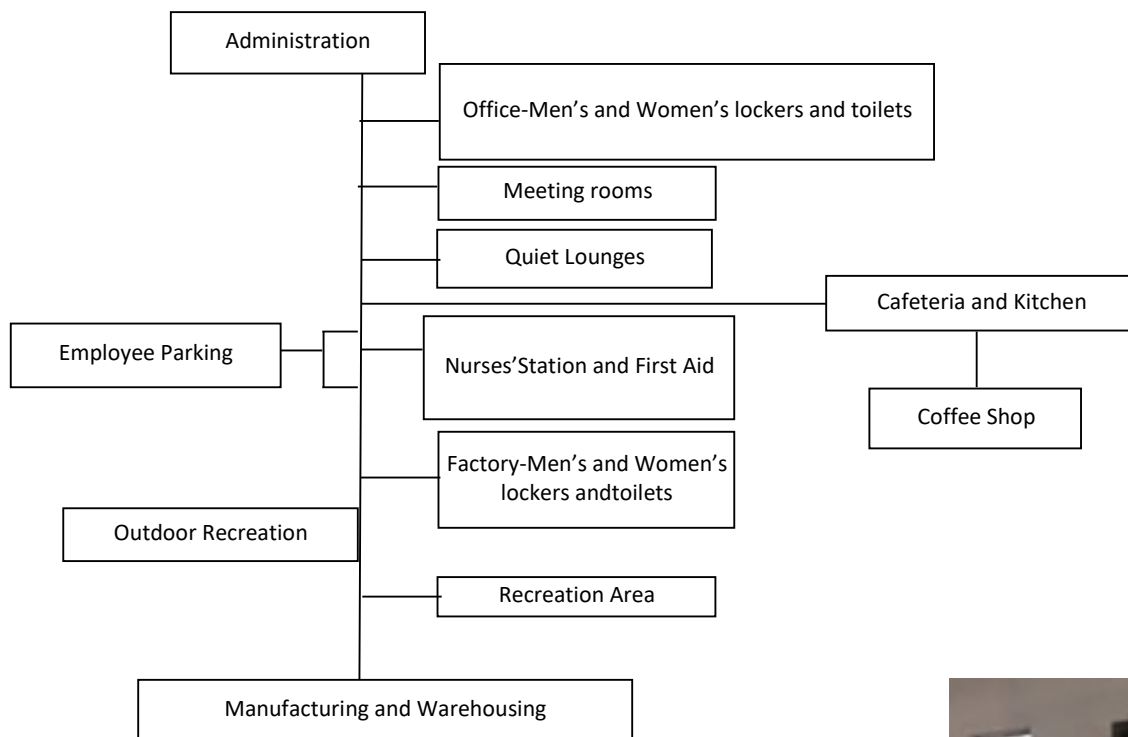 Administration
Office-Men’s and Women’s lockers and toilets
Meeting rooms
Quiet Lounges
Cafeteria and Kitchen
Employee Parking
Nurses’Station and First Aid
Coffee Shop
Factory-Men’s and Women’s
lockers andtoilets
Outdoor Recreation
Recreation Area
Manufacturing and Warehousing